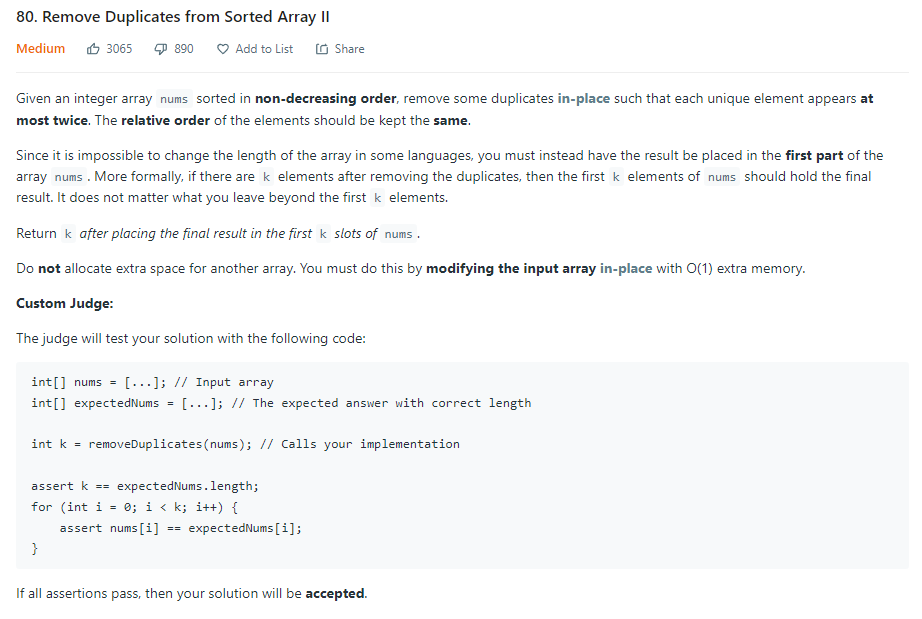 80. Remove Duplicates from Sorted Array II
Medium 3065 890 Add to List Share
Given an integer array nums sorted in non-decreasing order, remove some duplicates in-place such that each unique element appears at
most twice. The relative order of the elements should be kept the same.
Since it is impossible to change the length of the array in some languages, you must instead have the result be placed in the first part of the
array nums. More formally, if there are k elements after removing the duplicates, then the first k elements of nums should hold the final
result. It does not matter what you leave beyond the first k elements.
Return k after placing the final result in the first k slots of nums.
Do not allocate extra space for another array. You must do this by modifying the input array in-place with O(1) extra memory.
Custom Judge:
The judge will test your solution with the following code:
int[] nums = [...]; // Input array
int[] expectedNums = [...]; // The expected answer with correct length
int k = removeDuplicates(nums); // Calls your implementation
assert k == expectedNums.length;
for (int i = 0; i < k; i++) {
    assert nums[i] == expectedNums[i];
}
If all assertions pass, then your solution will be accepted.